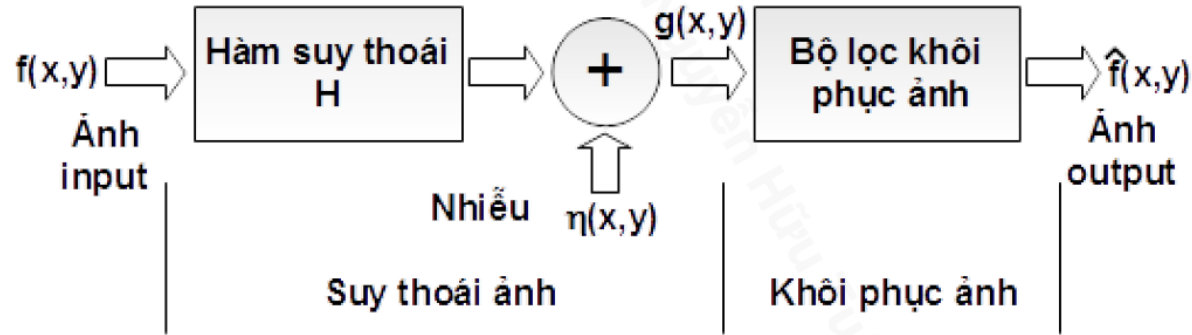 f(x,y)
Ảnh
input
Hàm suy thoái
H
+
Nhiễu
η(x,y)
g(x,y)
Bộ lọc khôi
phục ảnh
f̂(x,y)
Ảnh
output
Suy thoái ảnh
Khôi phục ảnh